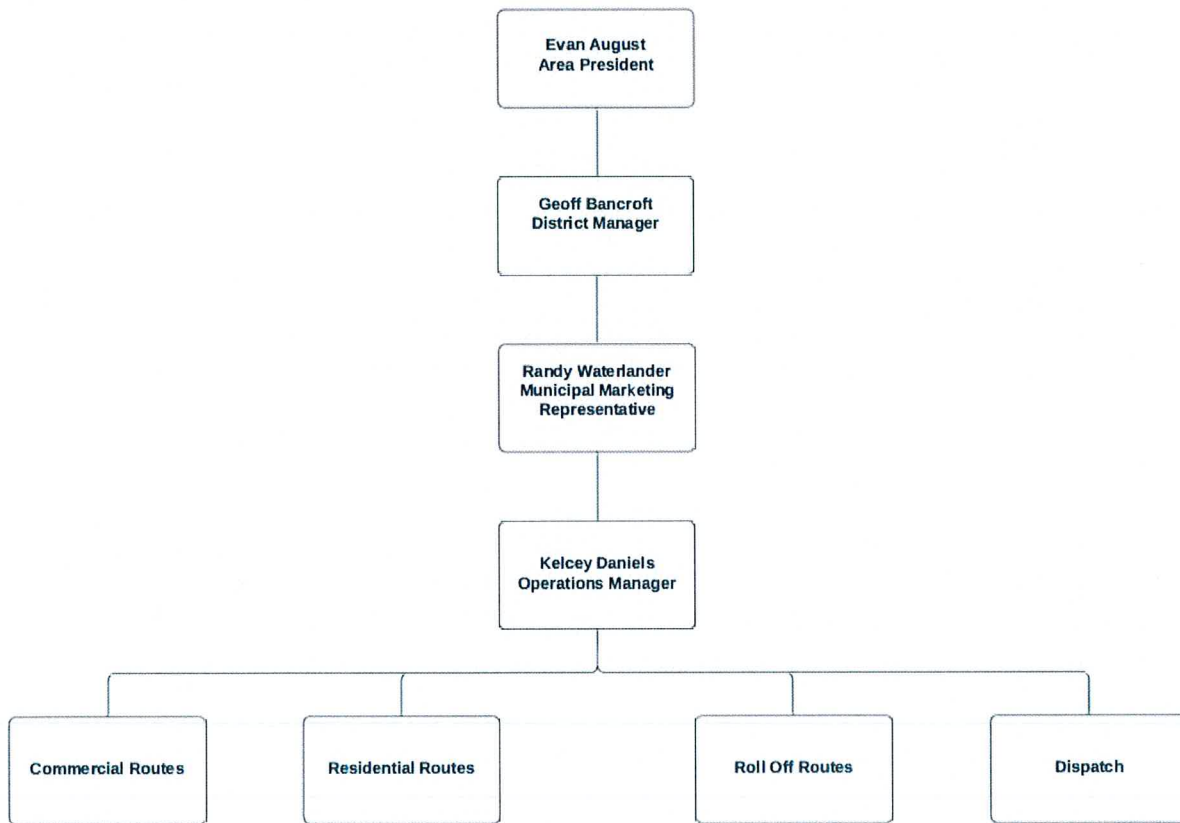 Evan August
Area President
Geoff Bancroft
District Manager
Randy Waterlander
Municipal Marketing
Representative
Kelcey Daniels
Operations Manager
Commercial Routes
Residential Routes
Roll Off Routes
Dispatch